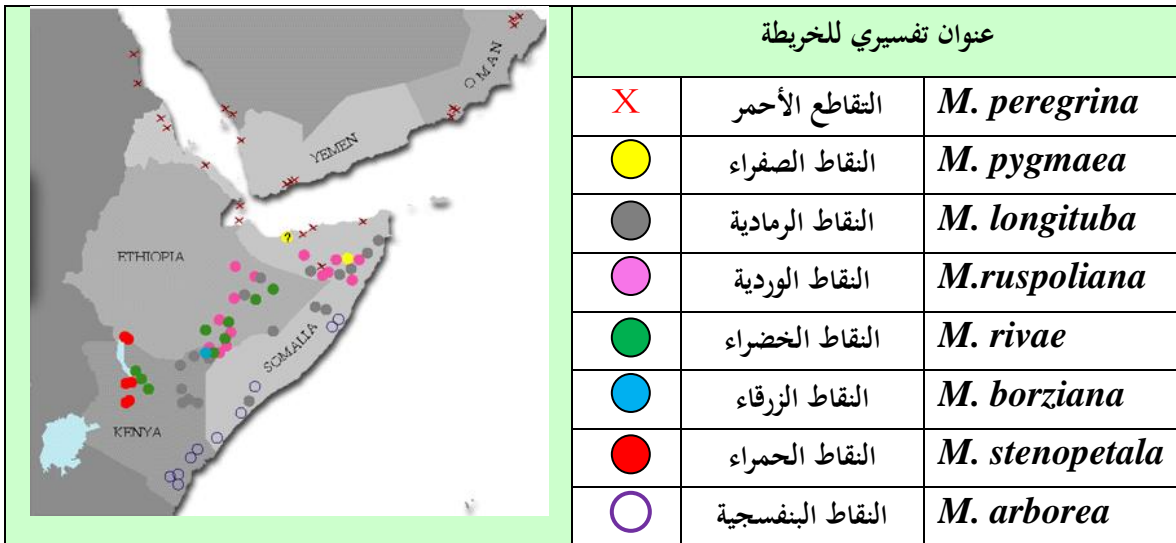 عنوان تفسيري للخريطة
X التقاطع الأحمر M. peregrina
النقاط الصفراء M. pygmaea
النقاط الرمادية M. longituba
النقاط الوردية M.ruspoliana
النقاط الخضراء M. rivae
النقاط الزرقاء M. borziana
النقاط الحمراء M. stenopetala
النقاط البنفسجية M. arborea
OMAN
YEMEN
?
ETHIOPIA
SOMALIA
KENYA